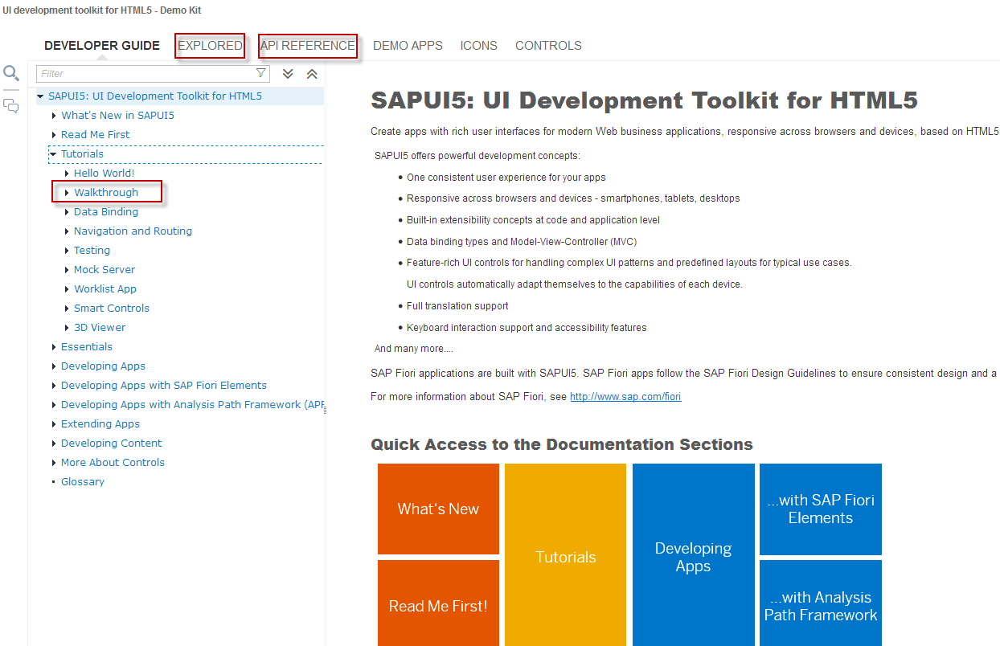 UI development toolkit for HTML5 - Demo Kit
DEVELOPER GUIDE EXPLORED API REFERENCE DEMO APPS ICONS CONTROLS
Filter
SAPUI5: UI Development Toolkit for HTML5
What's New in SAPUI5
Read Me First
Tutorials
Hello World!
Walkthrough
Data Binding
Navigation and Routing
Testing
Mock Server
Worklist App
Smart Controls
3D Viewer
Essentials
Developing Apps
Developing Apps with SAP Fiori Elements
Developing Apps with Analysis Path Framework (APF
Extending Apps
Developing Content
More About Controls
Glossary
SAPUI5: UI Development Toolkit for HTML5
Create apps with rich user interfaces for modern Web business applications, responsive across browsers and devices, based on HTML5
SAPUI5 offers powerful development concepts:
• One consistent user experience for your apps
• Responsive across browsers and devices - smartphones, tablets, desktops
• Built-in extensibility concepts at code and application level
• Data binding types and Model-View-Controller (MVC)
• Feature-rich UI controls for handling complex UI patterns and predefined layouts for typical use cases.
UI controls automatically adapt themselves to the capabilities of each device.
• Full translation support
• Keyboard interaction support and accessibility features
And many more....
SAP Fiori applications are built with SAPUI5. SAP Fiori apps follow the SAP Fiori Design Guidelines to ensure consistent design and a
For more information about SAP Fiori, see http://www.sap.com/fiori
Quick Access to the Documentation Sections
What's New
Read Me First!
Tutorials
Developing
Apps
...with SAP Fiori
Elements
...with Analysis
Path Framework